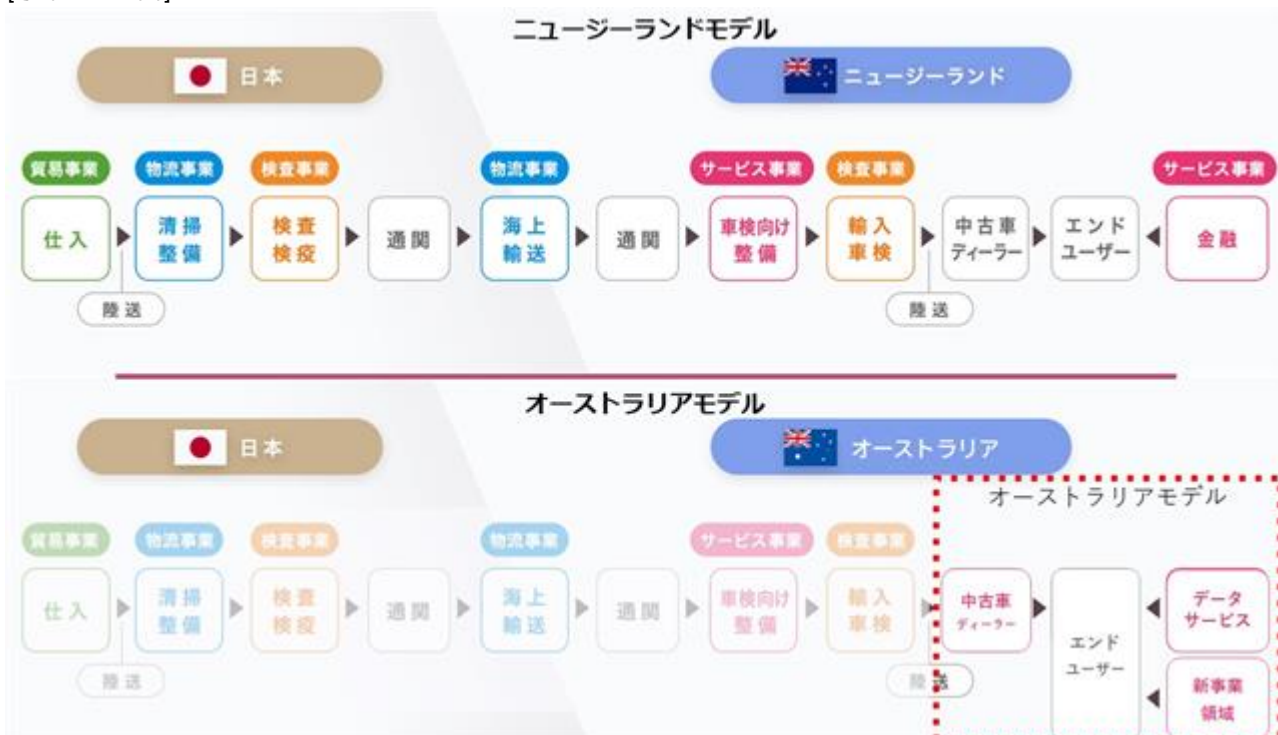 ニュージーランドモデル
日本
ニュージーランド
貿易事業
物流事業
検査事業
物流事業
サービス事業
検査事業
サービス事業
仕入
清掃
整備
検査
検疫
通関
海上
輸送
通関
車検向け
整備
輸入
車検
中古車
ディーラー
エンド
ユーザー
金融
陸送
陸送
オーストラリアモデル
日本
オーストラリア
オーストラリアモデル
貿易事業
物流事業
検査事業
物流事業
サービス事業
検査事業
仕入
清掃
整備
検査
検疫
通関
海上
輸送
通関
車検向け
整備
輸入
車検
中古車
ディーラー
エンド
ユーザー
データ
サービス
新事業
領域
陸送
陸送